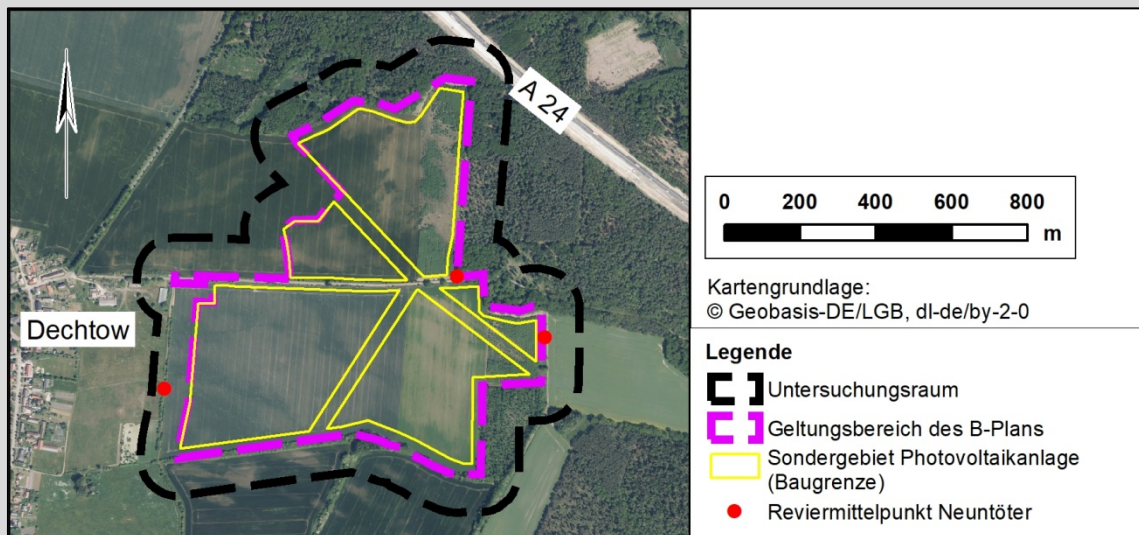 A 24
Dechtow
0 200 400 600 800
m
Kartengrundlage:
© Geobasis-DE/LGB, dl-de/by-2-0
Legende
Untersuchungsraum
Geltungsbereich des B-Plans
Sondergebiet Photovoltaikanlage
(Baugrenze)
Reviermittelpunkt Neuntöter